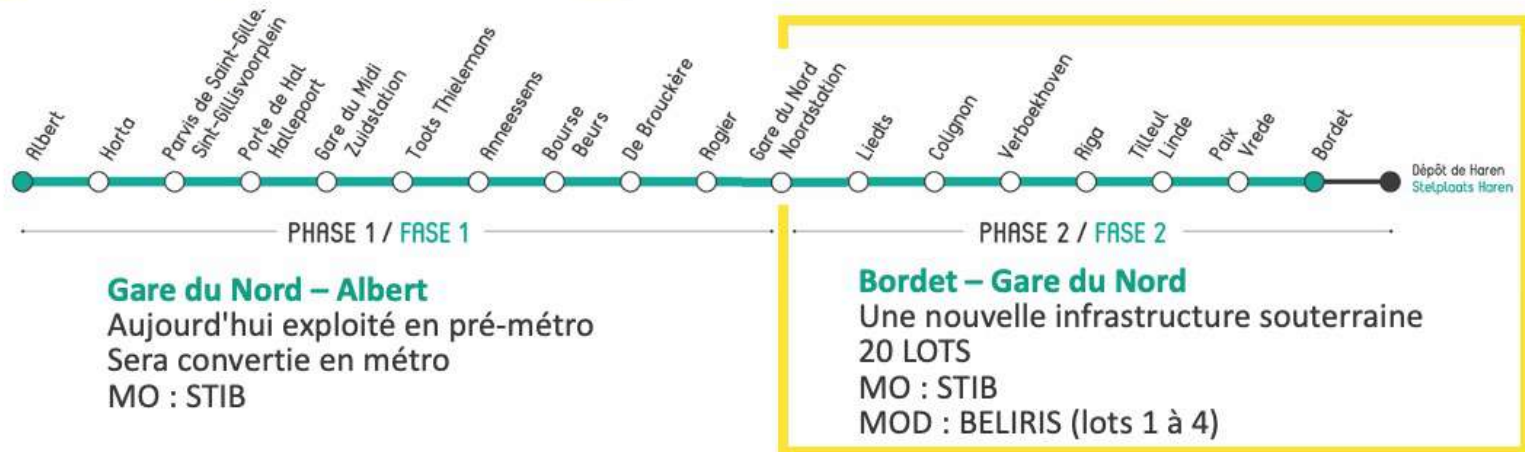 Albert
Horta
Parvis de Saint-Gille
Sint-Gillisvoorplein
Porte de Hal
Hallepoort
Gare du Midi
Zuidstation
Toots Thielemans
Anneessens
Bourse
Beurs
De Brouckère
Rogier
Gare du Nord
Noordstation
Liedts
Colignon
Verboekhoven
Riga
Tilleul
Linde
Paix
Vrede
Bordet
Dépôt de Haren
Stelplaats Haren
PHASE 1 / FASE 1
PHASE 2 / FASE 2
Gare du Nord – Albert
Aujourd'hui exploité en pré-métro
Sera convertie en métro
MO : STIB
Bordet – Gare du Nord
Une nouvelle infrastructure souterraine
20 LOTS
MO : STIB
MOD : BELIRIS (lots 1 à 4)